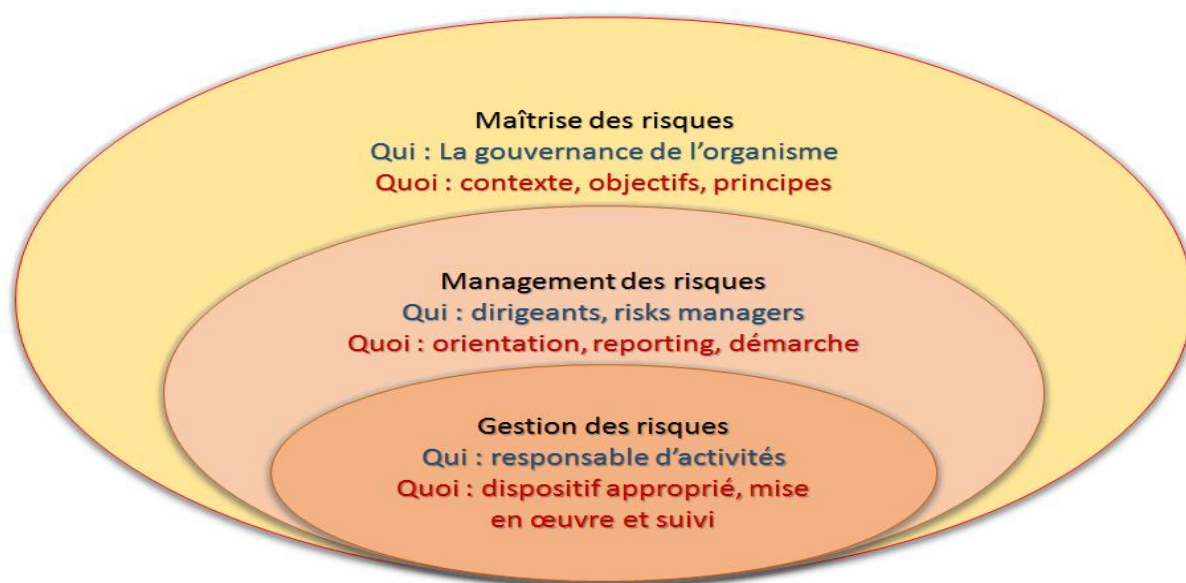 Maîtrise des risques
Qui : La gouvernance de l’organisme
Quoi : contexte, objectifs, principes
Management des risques
Qui : dirigeants, risks managers
Quoi : orientation, reporting, démarche
Gestion des risques
Qui : responsable d’activités
Quoi : dispositif approprié, mise
en œuvre et suivi